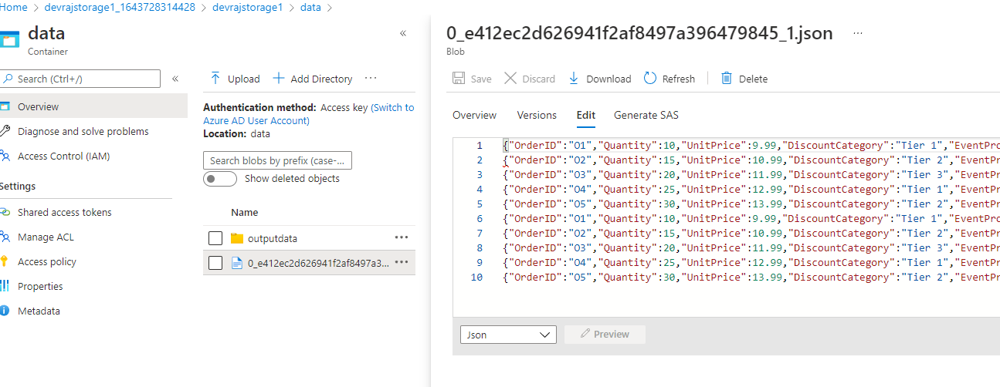 Home > devrajstorage1_1643728314428 > devrajstorage1 > data >
data
Container
«
Search (Ctrl+/)
«
Overview
Diagnose and solve problems
Access Control (IAM)
Settings
Shared access tokens
Manage ACL
Access policy
Properties
Metadata
Upload
Add Directory
···
Authentication method: Access key (Switch to
Azure AD User Account)
Location: data
Search blobs by prefix (case-...
Show deleted objects
Name
outputdata
···
0_e412ec2d626941f2af8497a3...
···
0_e412ec2d626941f2af8497a396479845_1.json
···
Blob
Save
Discard
Download
Refresh
Delete
Overview
Versions
Edit
Generate SAS
1 {"OrderID":"O1","Quantity":10,"UnitPrice":9.99,"DiscountCategory":"Tier 1","EventPro
2 {"OrderID":"O2","Quantity":15,"UnitPrice":10.99,"DiscountCategory":"Tier 2","EventPr
3 {"OrderID":"O3","Quantity":20,"UnitPrice":11.99,"DiscountCategory":"Tier 3","EventPr
4 {"OrderID":"O4","Quantity":25,"UnitPrice":12.99,"DiscountCategory":"Tier 1","EventPr
5 {"OrderID":"O5","Quantity":30,"UnitPrice":13.99,"DiscountCategory":"Tier 2","EventPr
6 {"OrderID":"O1","Quantity":10,"UnitPrice":9.99,"DiscountCategory":"Tier 1","EventPro
7 {"OrderID":"O2","Quantity":15,"UnitPrice":10.99,"DiscountCategory":"Tier 2","EventPr
8 {"OrderID":"O3","Quantity":20,"UnitPrice":11.99,"DiscountCategory":"Tier 3","EventPr
9 {"OrderID":"O4","Quantity":25,"UnitPrice":12.99,"DiscountCategory":"Tier 1","EventPr
10 {"OrderID":"O5","Quantity":30,"UnitPrice":13.99,"DiscountCategory":"Tier 2","EventPr
Json
Preview